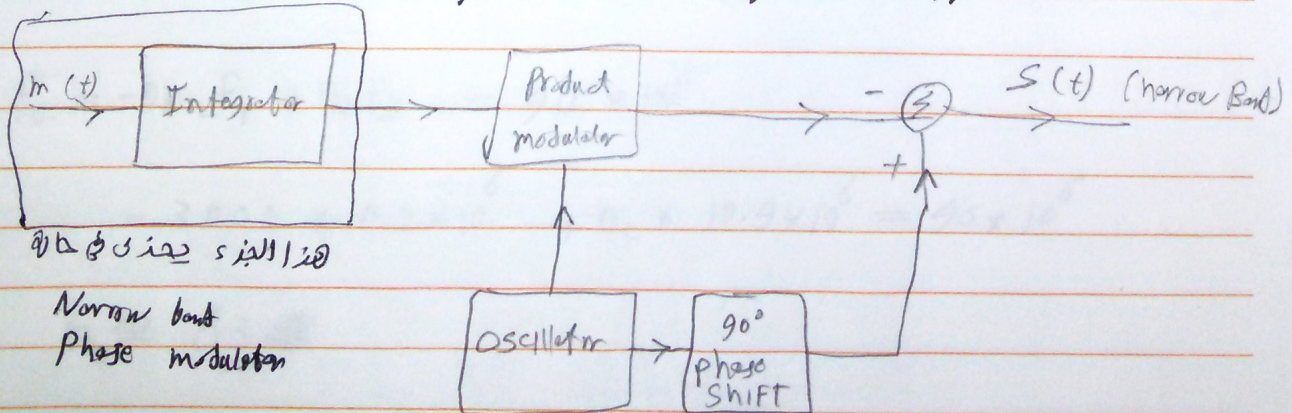 m (t)
Integrator
Product
modulator
-
Σ
S (t) (narrow Band)
+
هذا الجزء يحذف في حالة
Narrow band
Phase modulator
Oscillator
90°
phase
SHIFT